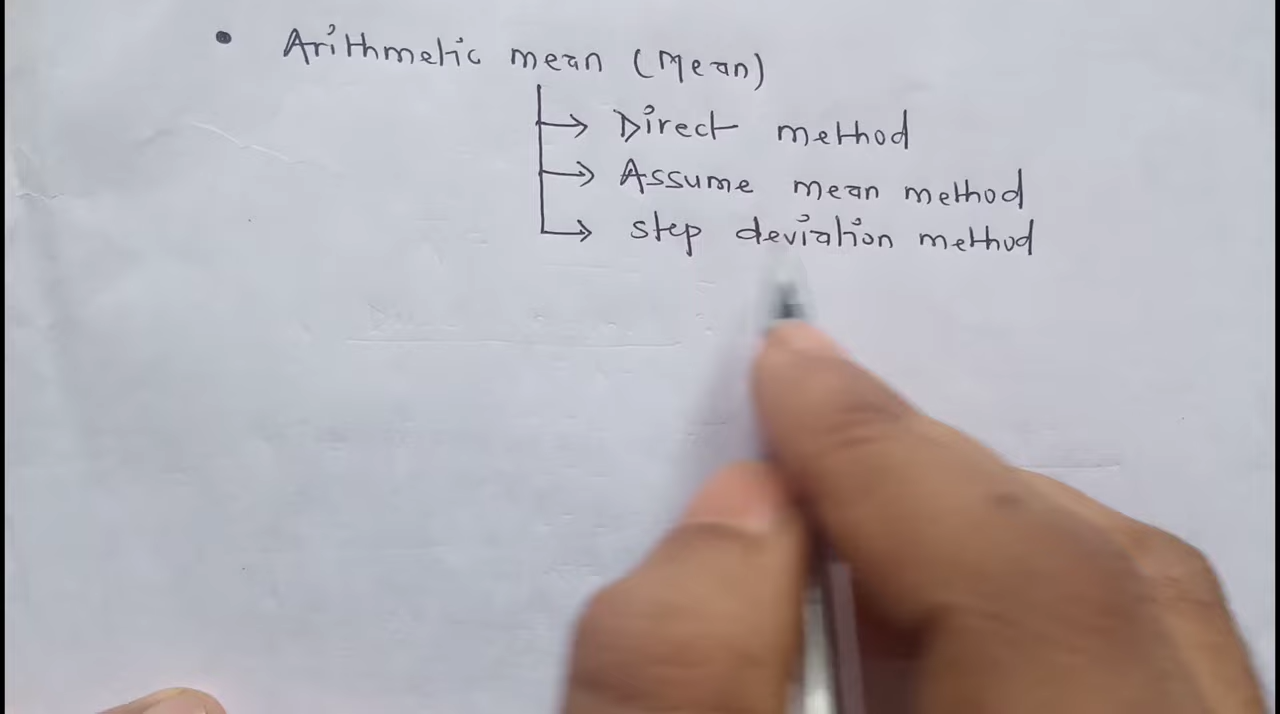 • Arithmetic mean (Mean)
→ Direct method
→ Assume mean method
→ step deviation method